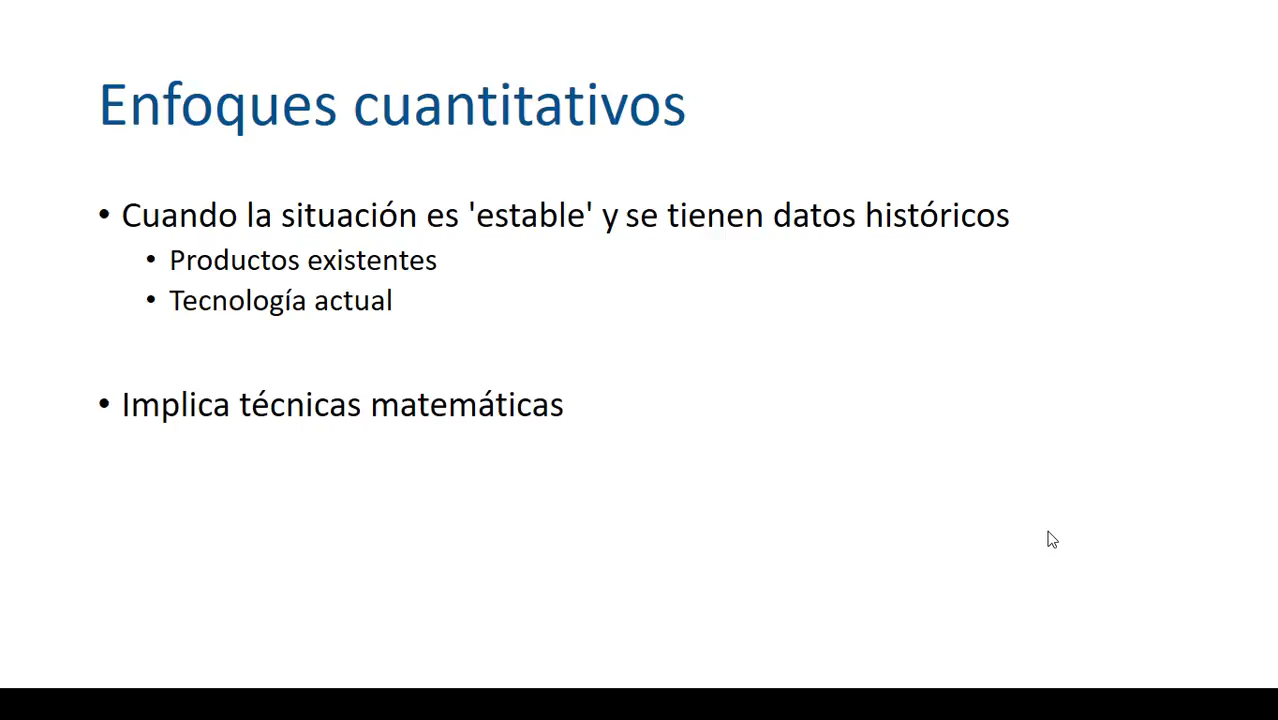 Enfoques cuantitativos
• Cuando la situación es 'estable' y se tienen datos históricos
• Productos existentes
• Tecnología actual
• Implica técnicas matemáticas